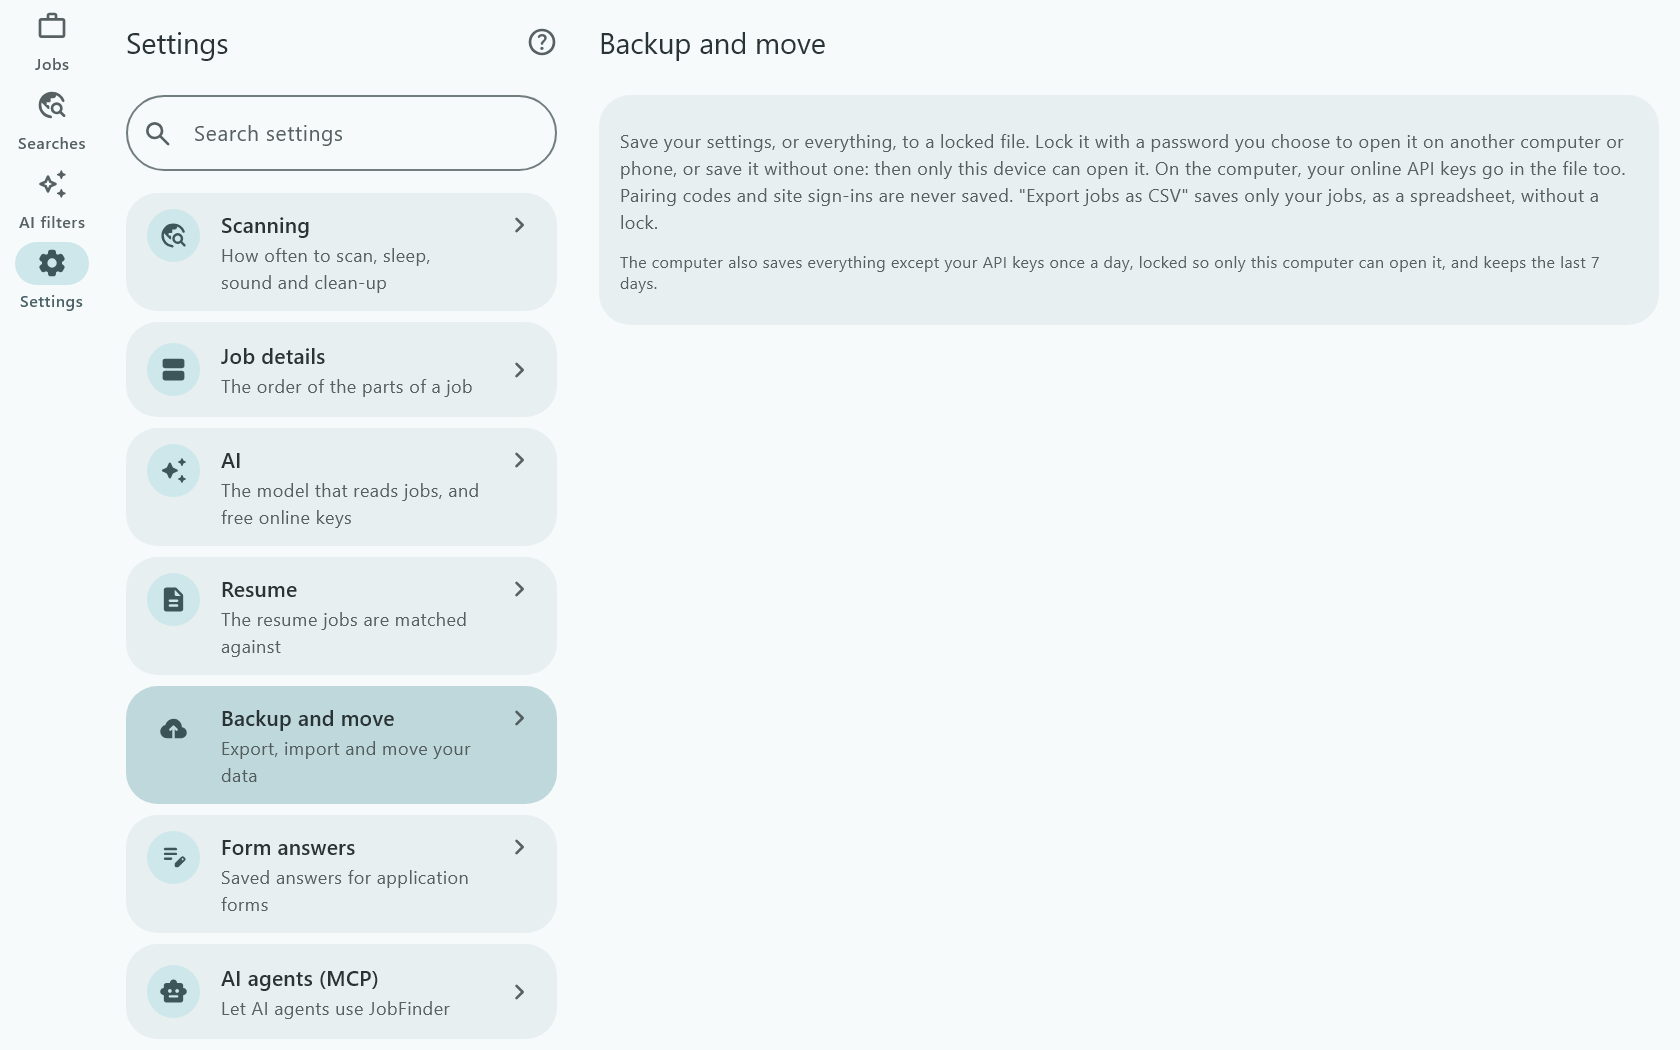 Jobs
Searches
AI filters
Settings
Settings
Search settings
Scanning
How often to scan, sleep,
sound and clean-up
Job details
The order of the parts of a job
AI
The model that reads jobs, and
free online keys
Resume
The resume jobs are matched
against
Backup and move
Export, import and move your
data
Form answers
Saved answers for application
forms
AI agents (MCP)
Let AI agents use JobFinder
Backup and move
Save your settings, or everything, to a locked file. Lock it with a password you choose to open it on another computer or
phone, or save it without one: then only this device can open it. On the computer, your online API keys go in the file too.
Pairing codes and site sign-ins are never saved. "Export jobs as CSV" saves only your jobs, as a spreadsheet, without a
lock.
The computer also saves everything except your API keys once a day, locked so only this computer can open it, and keeps the last 7
days.